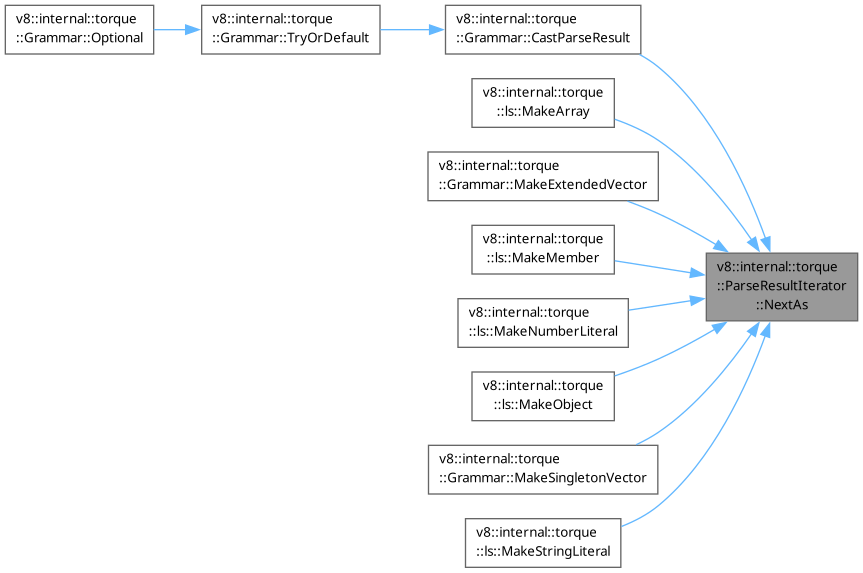 v8::internal::torque
::Grammar::Optional
v8::internal::torque
::Grammar::TryOrDefault
v8::internal::torque
::Grammar::CastParseResult
v8::internal::torque
::ls::MakeArray
v8::internal::torque
::Grammar::MakeExtendedVector
v8::internal::torque
::ls::MakeMember
v8::internal::torque
::ParseResultIterator
::NextAs
v8::internal::torque
::ls::MakeNumberLiteral
v8::internal::torque
::ls::MakeObject
v8::internal::torque
::Grammar::MakeSingletonVector
v8::internal::torque
::ls::MakeStringLiteral